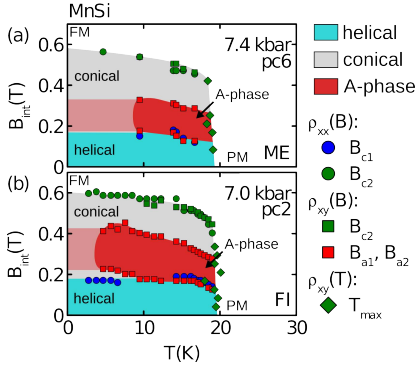 MnSi
(a)
FM
7.4 kbar
pc6
0.6
0.4
0.2
0
B_int(T)
conical
A-phase
helical
PM
ME
(b)
FM
7.0 kbar
pc2
0.6
0.4
0.2
0
B_int(T)
conical
A-phase
helical
PM
FI
0
10
20
30
T(K)
helical
conical
A-phase
ρ_xx(B):
B_c1
B_c2
ρ_xy(B):
B_c2
B_a1, B_a2
ρ_xy(T):
T_max